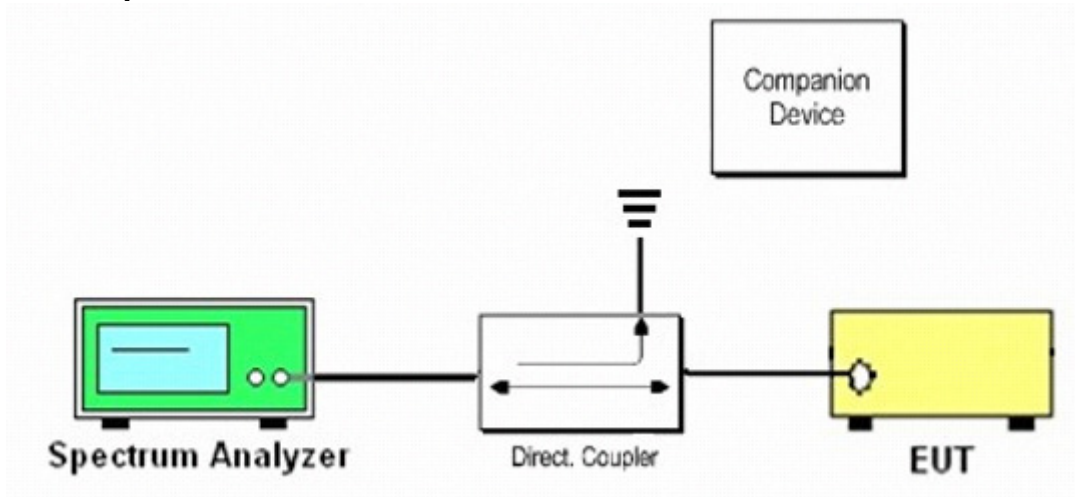 Companion
Device
Spectrum Analyzer
Direct. Coupler
EUT